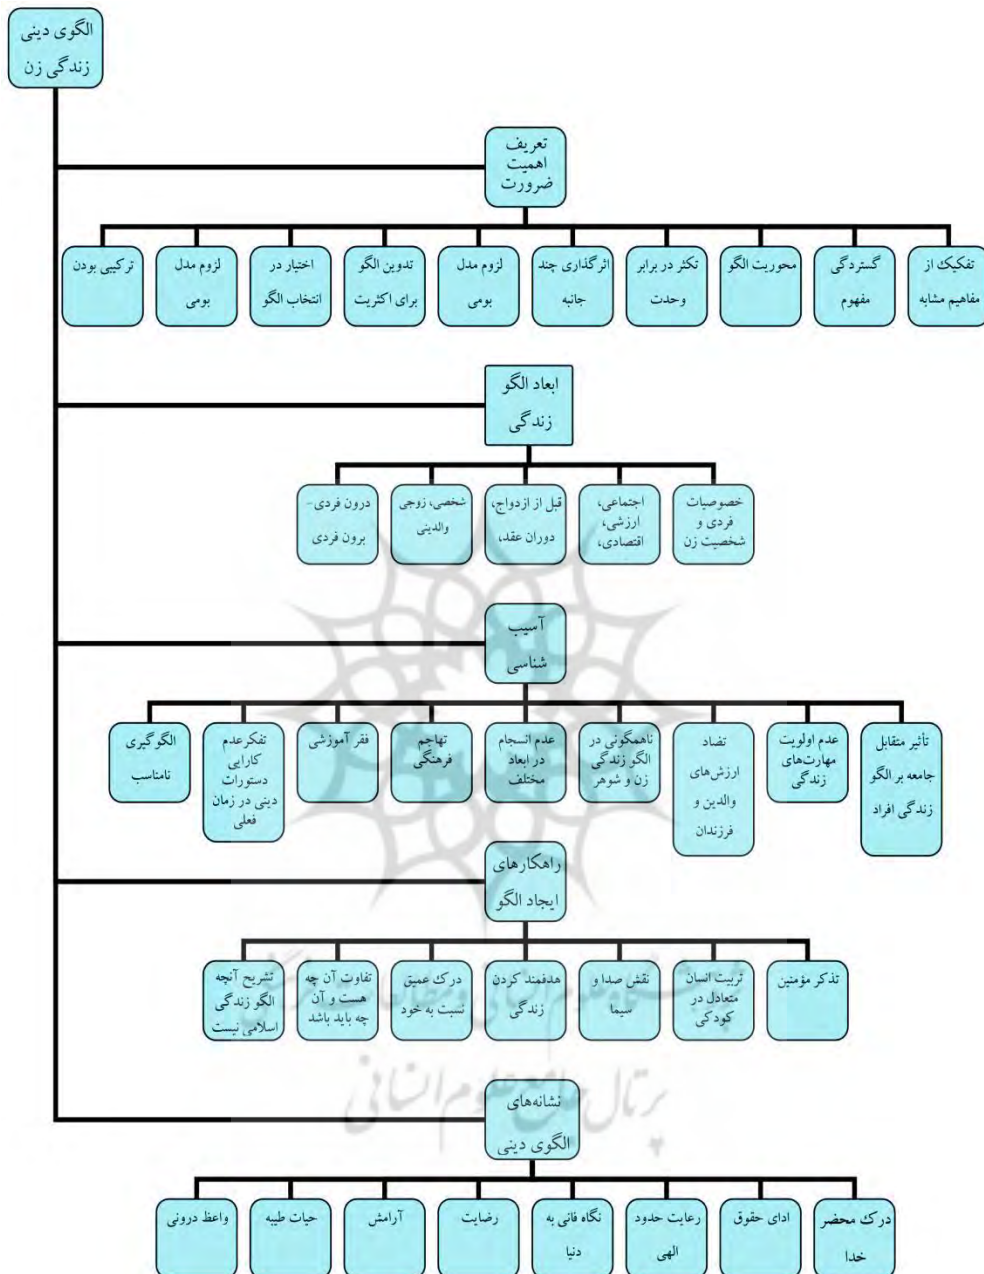 الگوی دینی
زندگی زن
تعریف
اهمیت
ضرورت
تفکیک از
مفاهیم مشابه
گستردگی
مفهوم
محوریت الگو
تکثر در برابر
وحدت
اثرگذاری چند
جانبه
لزوم مدل
بومی
تدوین الگو
برای اکثریت
اختیار در
انتخاب الگو
لزوم مدل
بومی
ترکیبی بودن
ابعاد الگو
زندگی
خصوصیات
فردی و
شخصیت زن
اجتماعی،
ارزشی،
اقتصادی،
قبل از ازدواج،
دوران عقد،
شخصی، زوجی
والدینی
درون فردی-
برون فردی
آسیب
شناسی
تأثیر متقابل
جامعه بر الگو
زندگی افراد
عدم اولویت
مهارت‌های
زندگی
تضاد
ارزش‌های
والدین و
فرزندان
ناهمگونی در
الگو زندگی
زن و شوهر
عدم انسجام
در ابعاد
مختلف
تهاجم
فرهنگی
فقر آموزشی
تفکرعدم
کارایی
دستورات
دینی در زمان
فعلی
الگوگیری
نامناسب
راهکارهای
ایجاد الگو
تذکر مؤمنین
تربیت انسان
متعادل در
کودکی
نقش صدا و
سیما
هدفمند کردن
زندگی
درک عمیق
نسبت به خود
تفاوت آن چه
هست و آن
چه باید باشد
تشریح آنچه
الگو زندگی
اسلامی نیست
پرتال جامع علوم انسانی
نشانه‌های
الگوی دینی
درک محضر
خدا
ادای حقوق
رعایت حدود
الهی
نگاه فانی به
دنیا
رضایت
آرامش
حیات طیبه
واعظ درونی